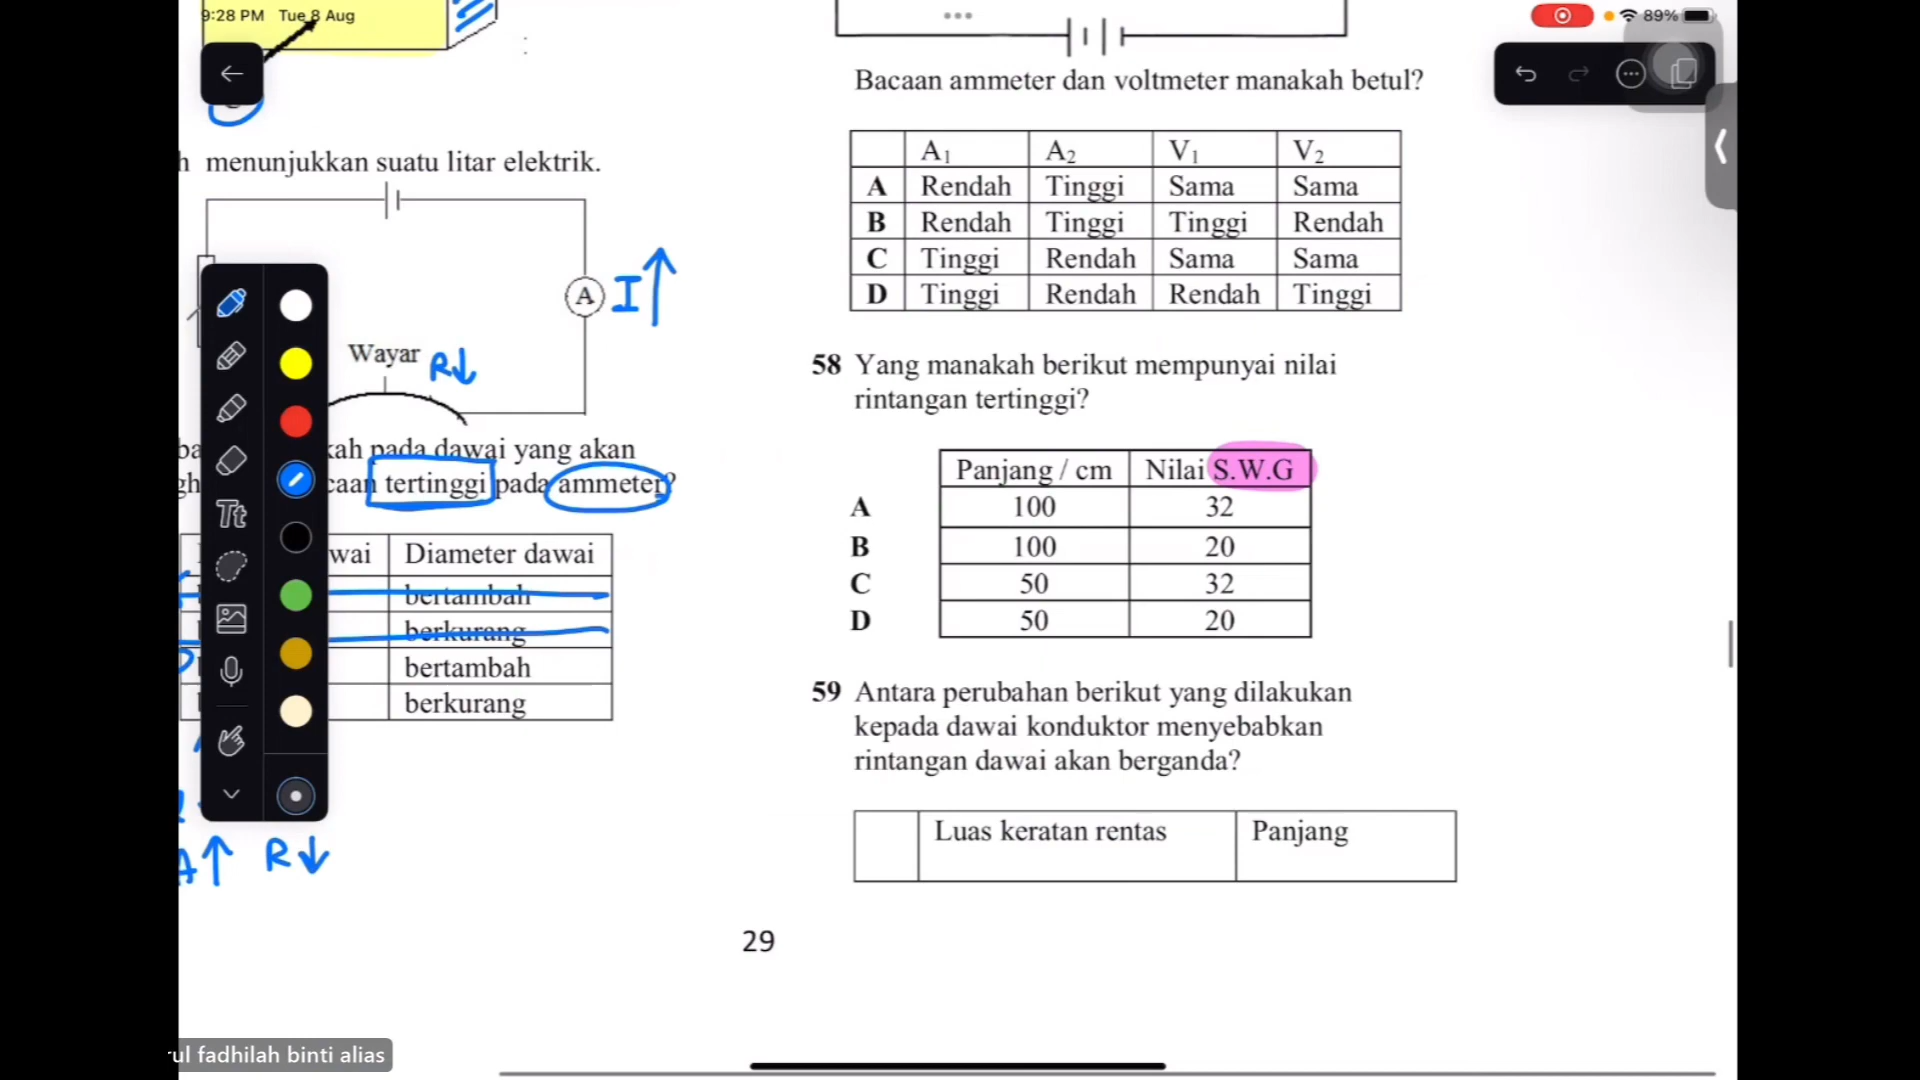 9:28 PM Tue 8 Aug
89%
menunjukkan suatu litar elektrik.
A
I ↑
Wayar
R↓
kah pada dawai yang akan
caan tertinggi pada ammeter?
wai Diameter dawai
bertambah
berkurang
bertambah
berkurang
A↑ R↓
Bacaan ammeter dan voltmeter manakah betul?
A₁ A₂ V₁ V₂
A Rendah Tinggi Sama Sama
B Rendah Tinggi Tinggi Rendah
C Tinggi Rendah Sama Sama
D Tinggi Rendah Rendah Tinggi
58 Yang manakah berikut mempunyai nilai
rintangan tertinggi?
Panjang / cm Nilai S.W.G
A 100 32
B 100 20
C 50 32
D 50 20
59 Antara perubahan berikut yang dilakukan
kepada dawai konduktor menyebabkan
rintangan dawai akan berganda?
Luas keratan rentas Panjang
29
Tt
rul fadhilah binti alias